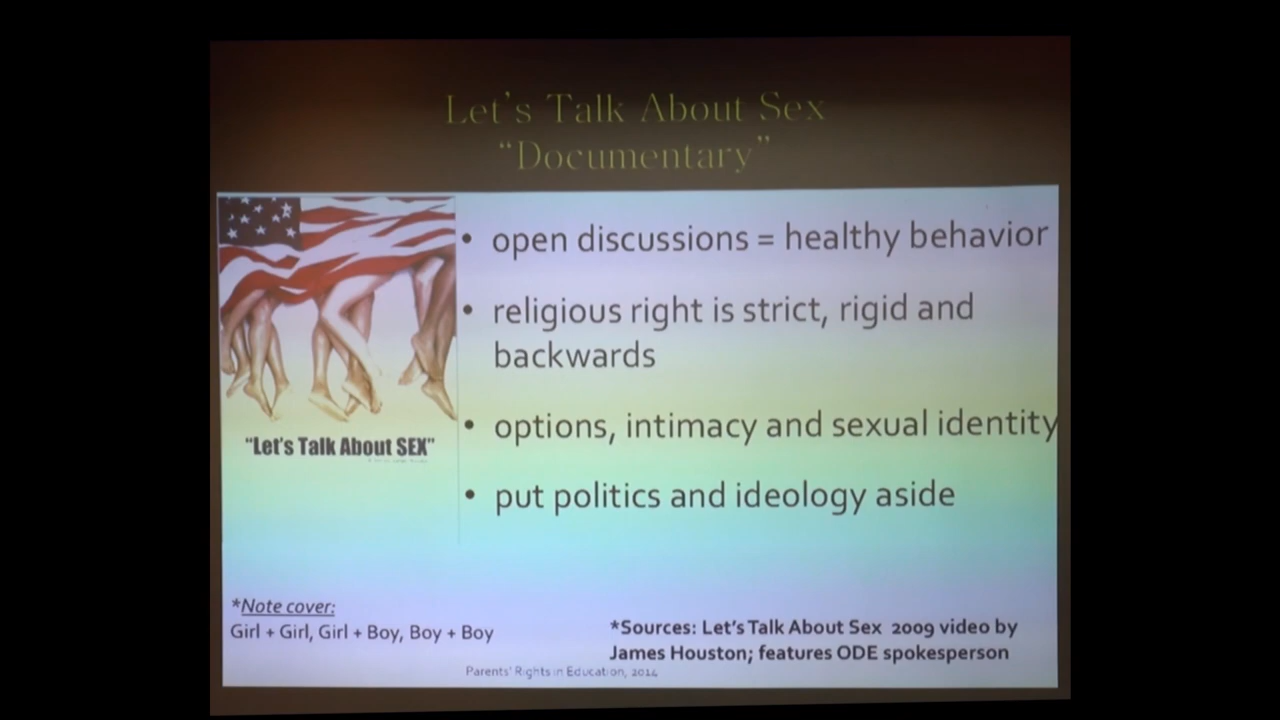 Let's Talk About Sex
"Documentary"
• open discussions = healthy behavior
• religious right is strict, rigid and
backwards
• options, intimacy and sexual identity
• put politics and ideology aside
"Let's Talk About SEX"
*Note cover:
Girl + Girl, Girl + Boy, Boy + Boy
*Sources: Let's Talk About Sex 2009 video by
James Houston; features ODE spokesperson
Parents' Rights in Education, 2014